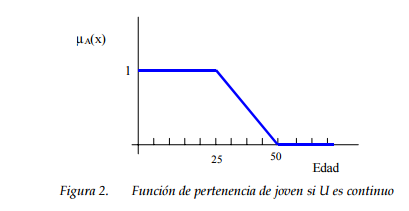 μA(x)
1
25
50
Edad
Figura 2. Función de pertenencia de joven si U es continuo